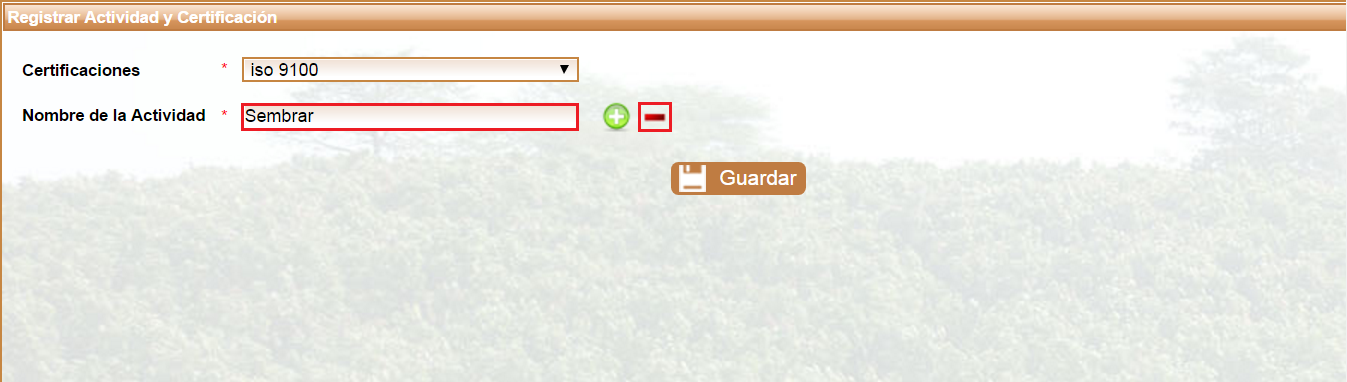 Registrar Actividad y Certificación
Certificaciones * iso 9100
Nombre de la Actividad * Sembrar
Guardar